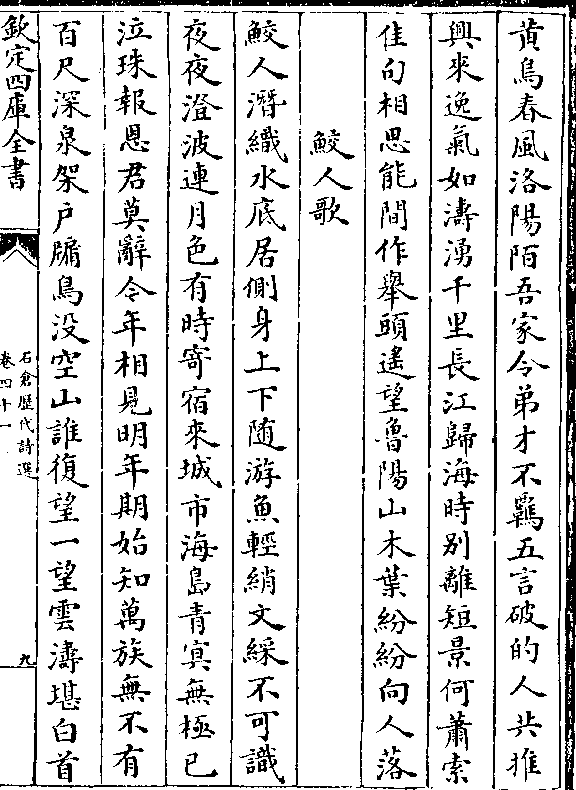 黄鳥春風洛陽陌吾家令弟才不羈五言破的人共推
興來逸氣如濤湧千里長江歸海時别離短景何蕭索
佳句相思能間作舉頭遙望魯陽山木葉紛紛向人落
鮫人歌
鮫人潛織水底居側身上下随游魚輕綃文綵不可識
夜夜澄波連月色有時寄宿來城市海島青冥無極已
泣珠報恩君莫辭今年相見明年期始知萬族無不有
百尺深泉架户牖鳥没空山誰復望一望雲濤堪白首
欽定四庫全書
石倉歷代詩選
卷四十一
九